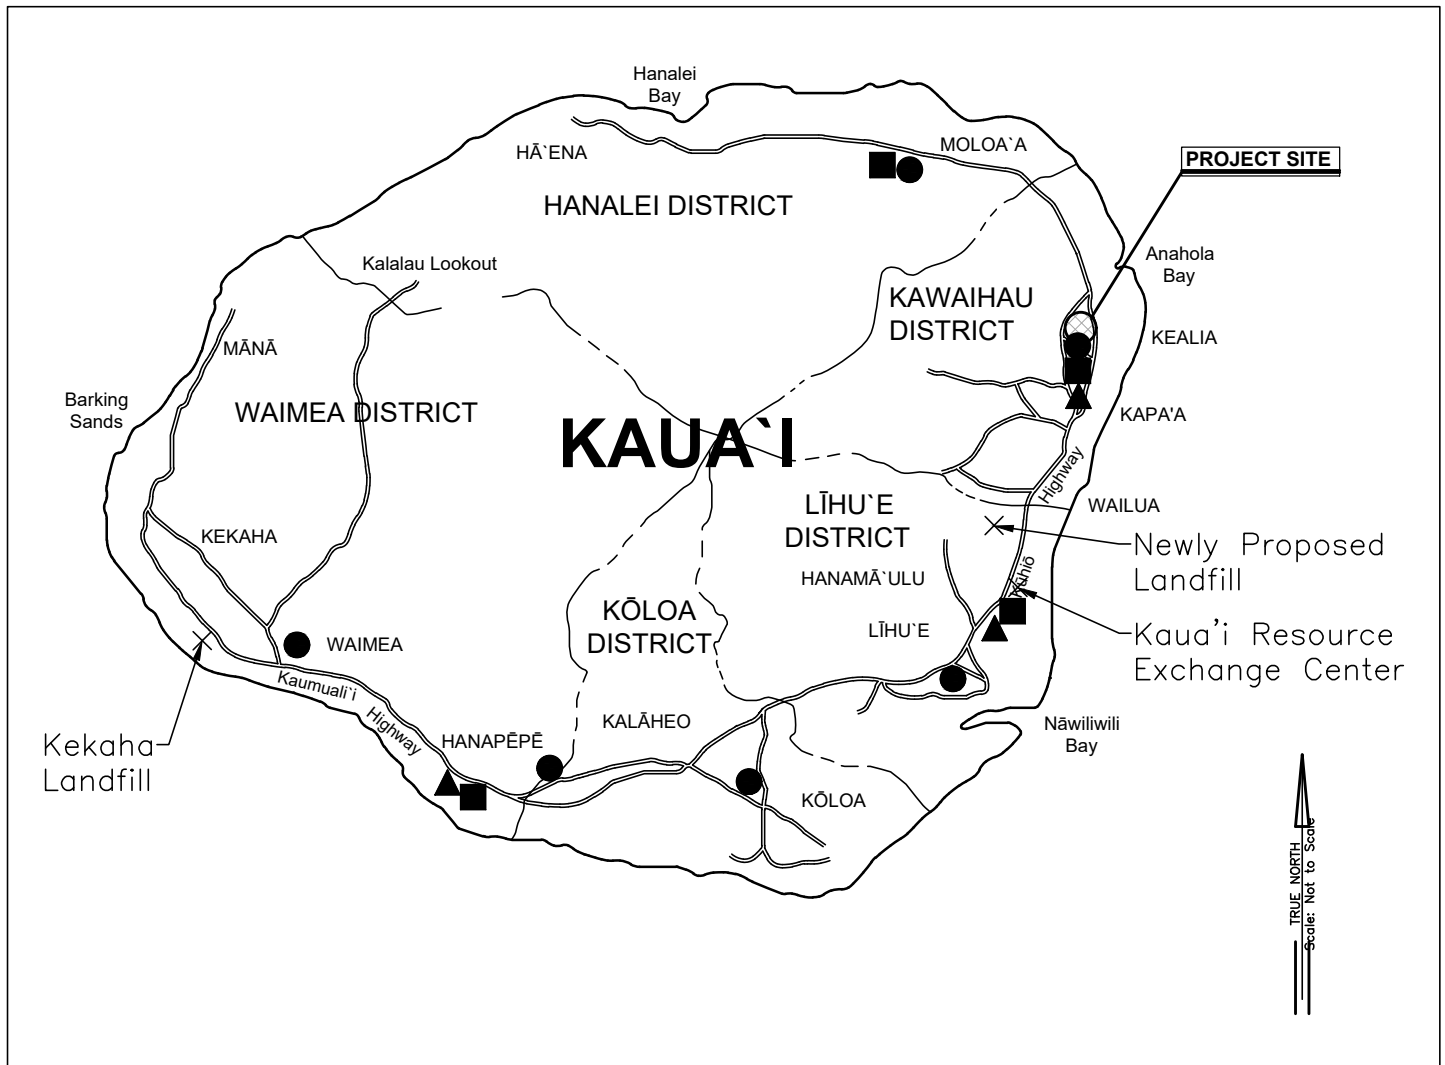 Hanalei
Bay
HĀ`ENA
MOLOA`A
PROJECT SITE
HANALEI DISTRICT
Kalalau Lookout
Anahola
Bay
KAWAIHAU
DISTRICT
KEALIA
MĀNĀ
Barking
Sands
WAIMEA DISTRICT
KAUA`I
KAPA'A
Highway
LĪHU`E
DISTRICT
WAILUA
KEKAHA
Newly Proposed
Landfill
HANAMĀ`ULU
Kūhiō
KŌLOA
DISTRICT
LĪHU`E
Kaua'i Resource
Exchange Center
WAIMEA
Kaumuali`i
Highway
KALĀHEO
Nāwiliwili
Bay
HANAPĒPĒ
Kekaha
Landfill
KŌLOA
TRUE NORTH
Scale: Not to Scale